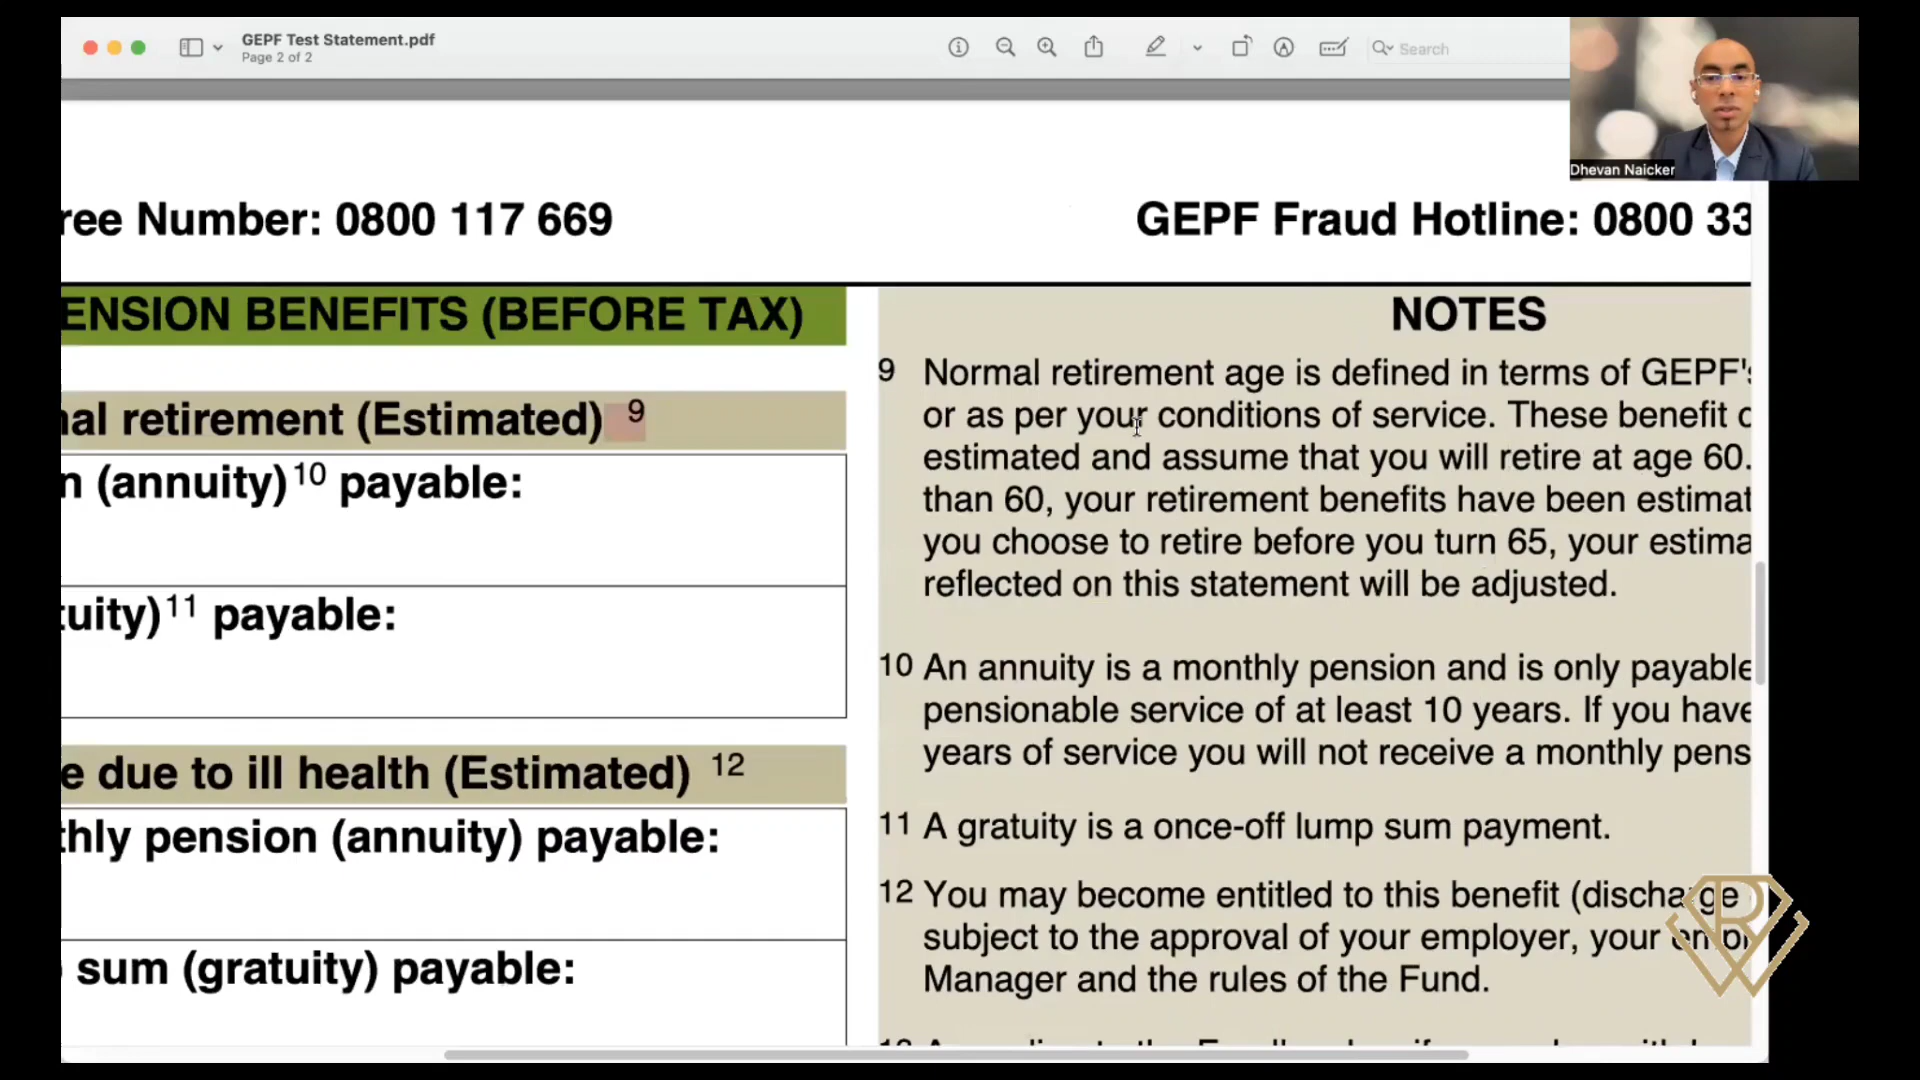 GEPF Test Statement.pdf
Page 2 of 2
Search
Dhevan Naicker
ree Number: 0800 117 669
GEPF Fraud Hotline: 0800 33
ENSION BENEFITS (BEFORE TAX)
al retirement (Estimated) 9
n (annuity)10 payable:
tuity)11 payable:
e due to ill health (Estimated) 12
thly pension (annuity) payable:
sum (gratuity) payable:
NOTES
9 Normal retirement age is defined in terms of GEPF's
or as per your conditions of service. These benefit
estimated and assume that you will retire at age 60.
than 60, your retirement benefits have been estimat
you choose to retire before you turn 65, your estima
reflected on this statement will be adjusted.
10 An annuity is a monthly pension and is only payable
pensionable service of at least 10 years. If you have
years of service you will not receive a monthly pens
11 A gratuity is a once-off lump sum payment.
12 You may become entitled to this benefit (discharge
subject to the approval of your employer, your
Manager and the rules of the Fund.